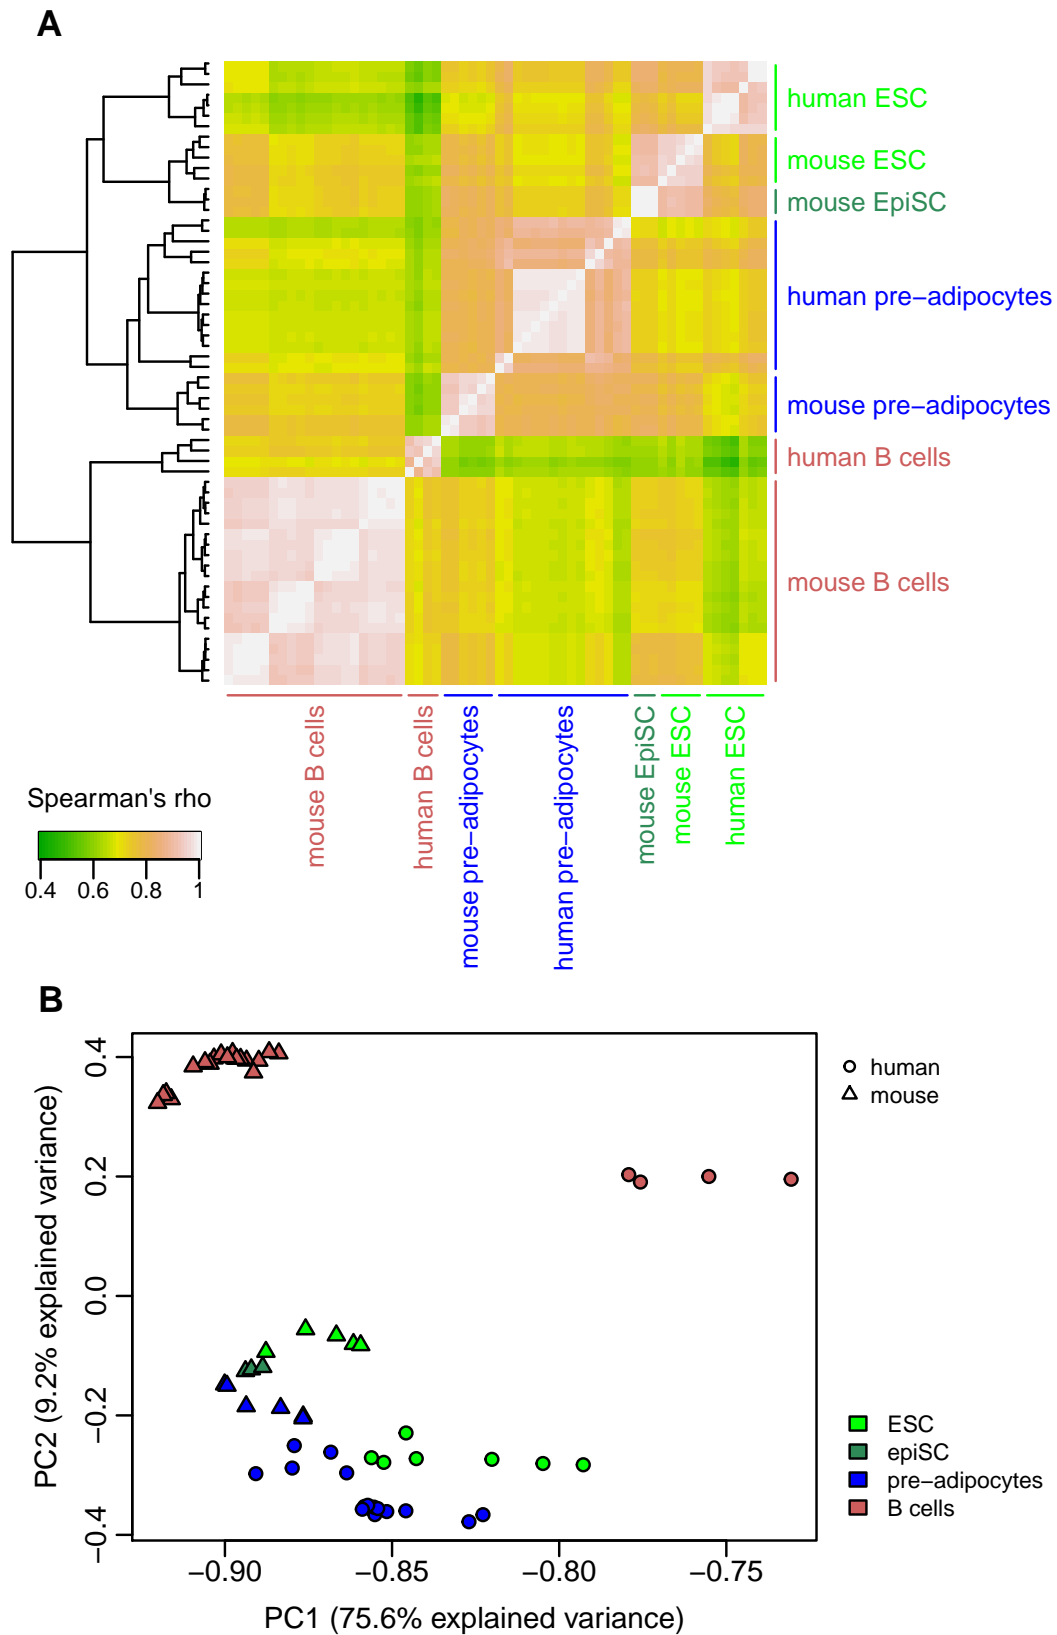 A
human ESC
mouse ESC
mouse EpiSC
human pre−adipocytes
mouse pre−adipocytes
human B cells
mouse B cells
mouse B cells
human B cells
mouse pre−adipocytes
human pre−adipocytes
mouse EpiSC
mouse ESC
human ESC
Spearman's rho
0.4 0.6 0.8 1
B
human
mouse
PC2 (9.2% explained variance)
0.4
0.2
0.0
−0.2
−0.4
ESC
epiSC
pre−adipocytes
B cells
−0.90 −0.85 −0.80 −0.75
PC1 (75.6% explained variance)